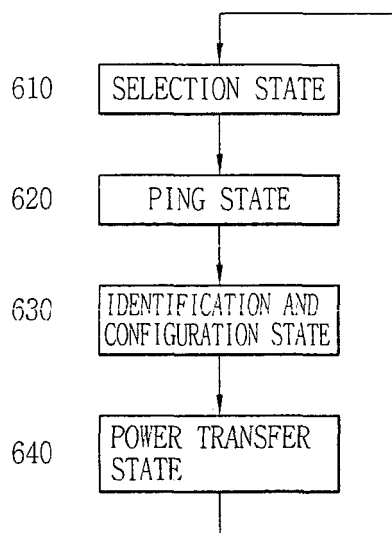 610
SELECTION STATE
620
PING STATE
630
IDENTIFICATION AND
CONFIGURATION STATE
640
POWER TRANSFER
STATE